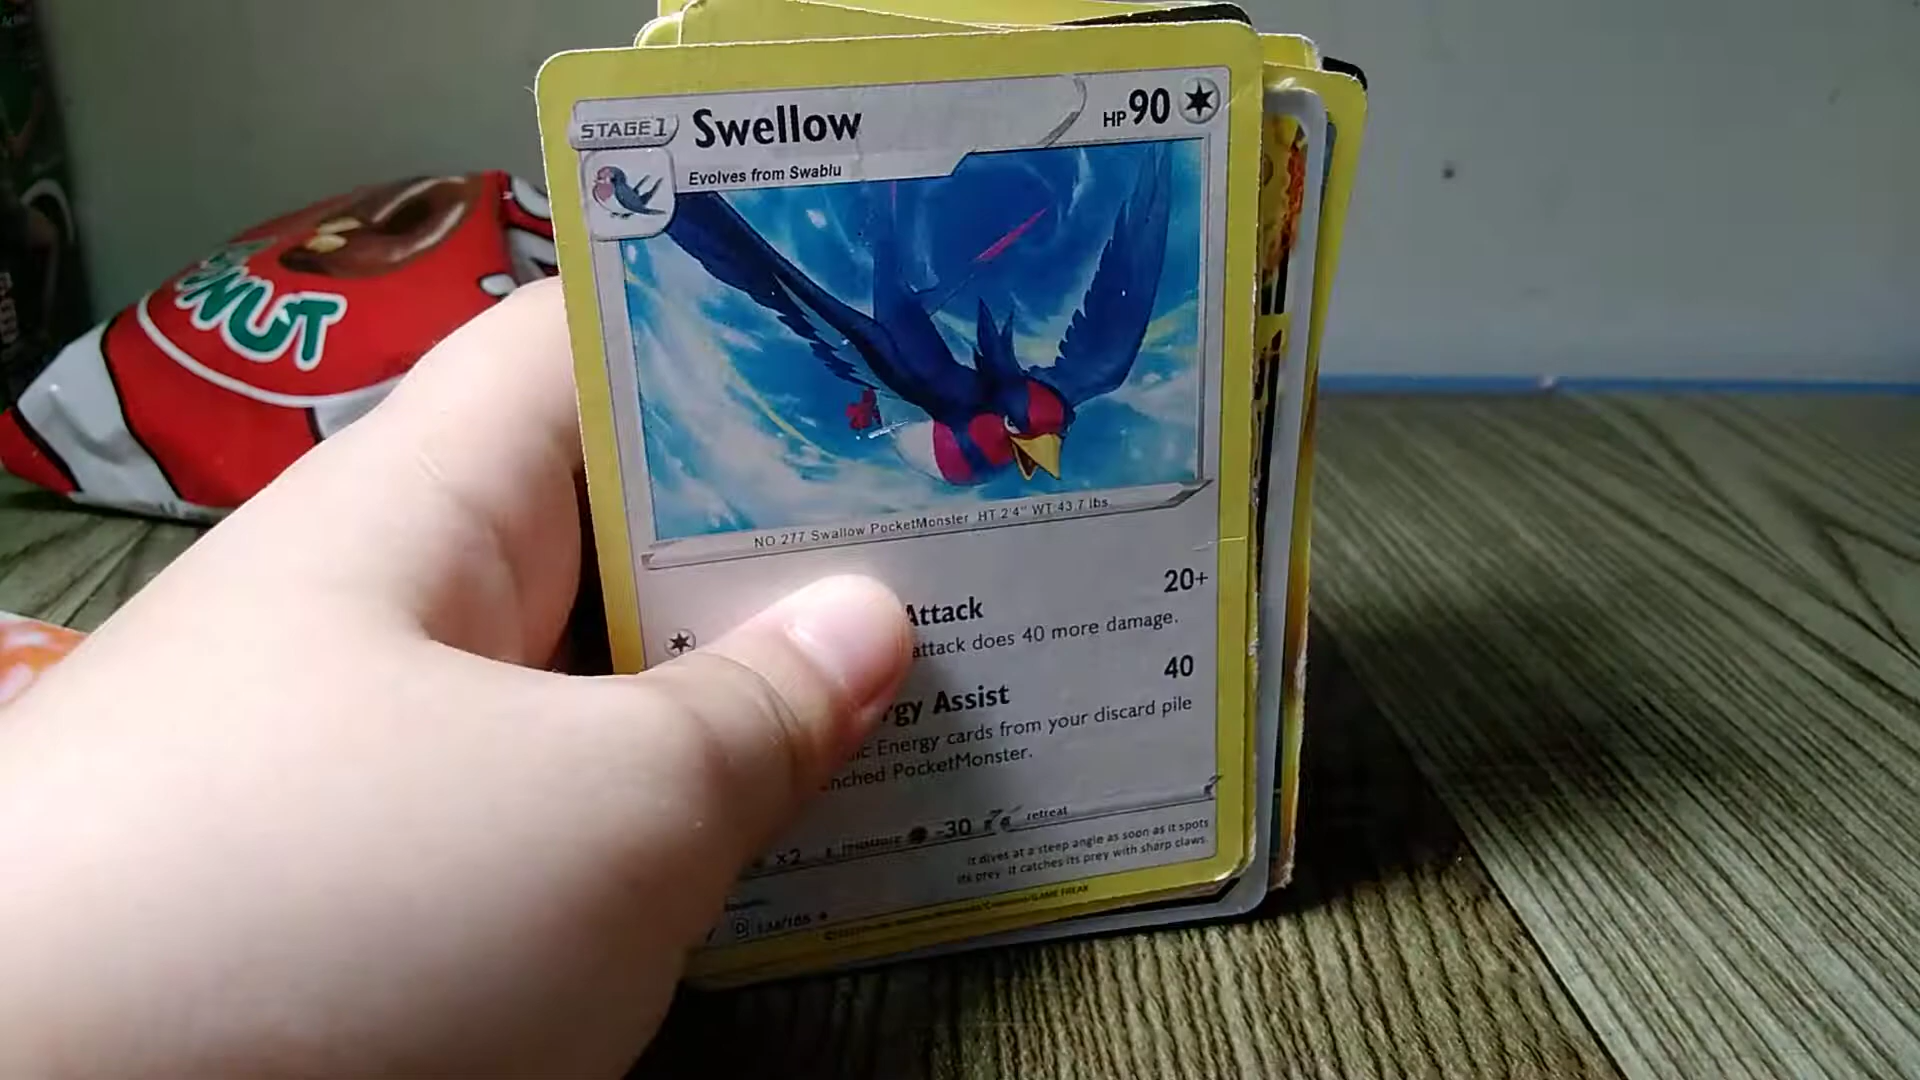 STAGE 1
Swellow
HP 90
Evolves from Swablu
NUT
NO 277 Swallow PocketMonster HT 2'4" WT 43.7 lbs
Attack
20+
attack does 40 more damage.
Assist
40
Energy cards from your discard pile
PocketMonster.
x2
-30
retreat
It dives at a steep angle as soon as it spots
its prey. It catches its prey with sharp claws.
D
GAME FREAK